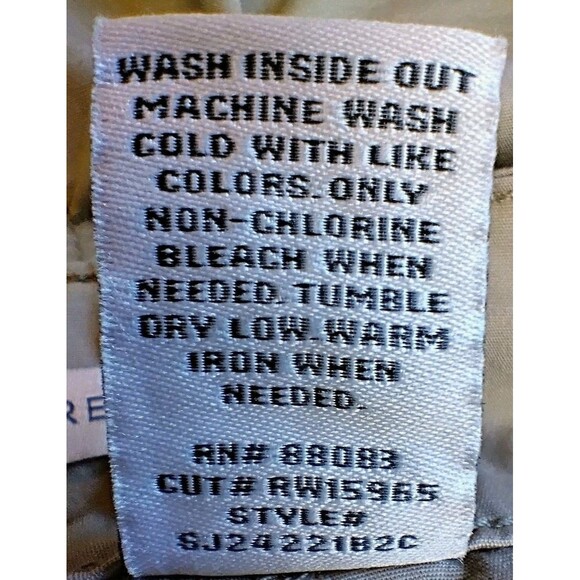 WASH INSIDE OUT
MACHINE WASH
COLD WITH LIKE
COLORS. ONLY
NON-CHLORINE
BLEACH WHEN
NEEDED. TUMBLE
DRY LOW. WARM
IRON WHEN
NEEDED.
RE
RN# 88083
CUT# RW15965
STYLE#
SJ24221B2C